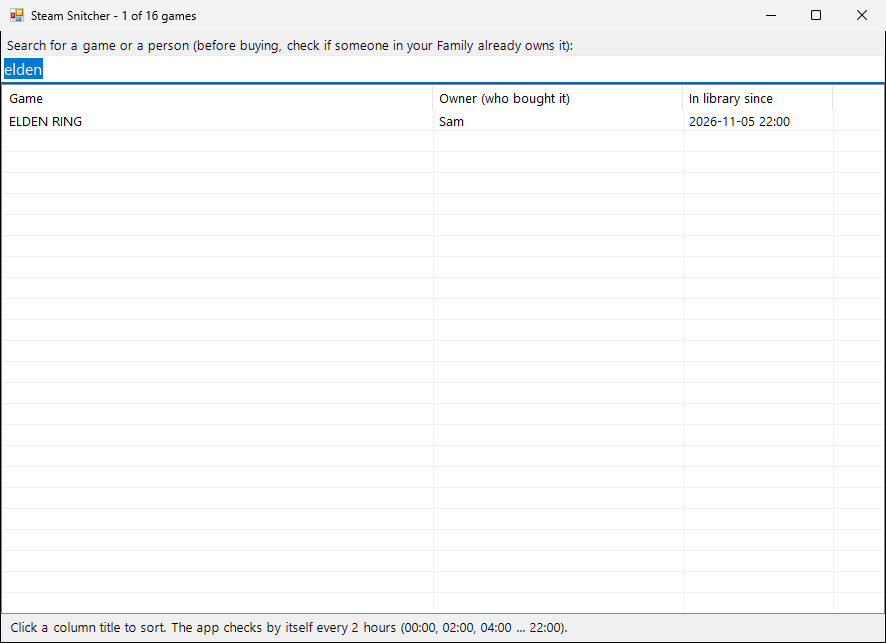 Steam Snitcher - 1 of 16 games
Search for a game or a person (before buying, check if someone in your Family already owns it):
elden
Game Owner (who bought it) In library since
ELDEN RING Sam 2026-11-05 22:00
Click a column title to sort. The app checks by itself every 2 hours (00:00, 02:00, 04:00 ... 22:00).